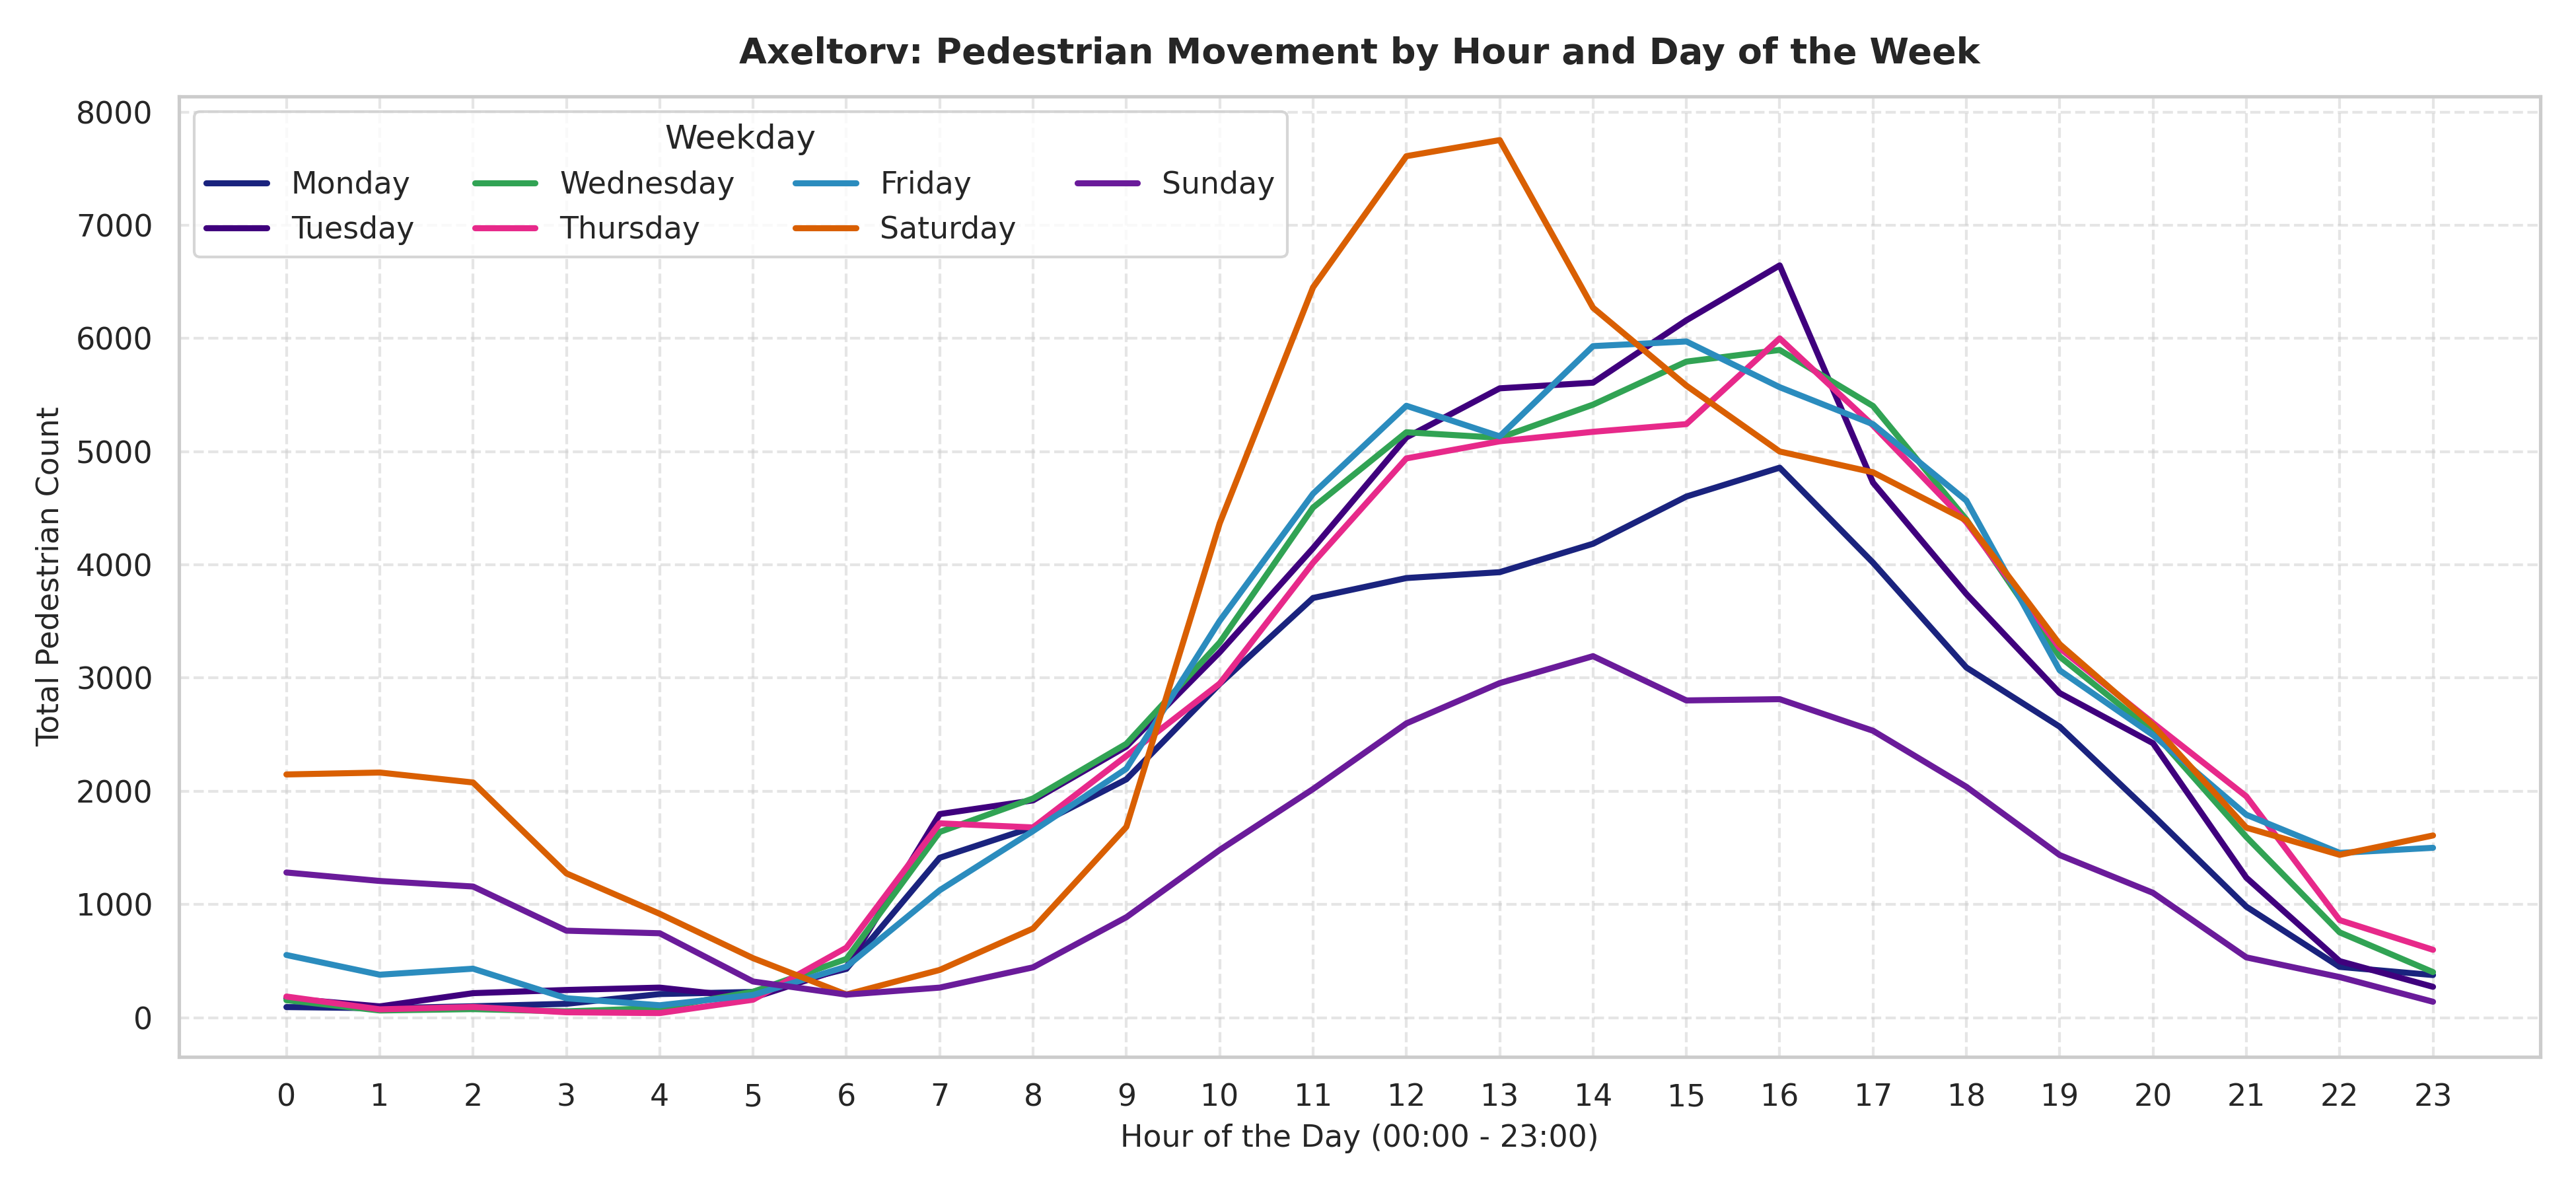 Axeltorv: Pedestrian Movement by Hour and Day of the Week
Weekday
Monday Wednesday Friday Sunday
Tuesday Thursday Saturday
Total Pedestrian Count
8000
7000
6000
5000
4000
3000
2000
1000
0
0 1 2 3 4 5 6 7 8 9 10 11 12 13 14 15 16 17 18 19 20 21 22 23
Hour of the Day (00:00 - 23:00)